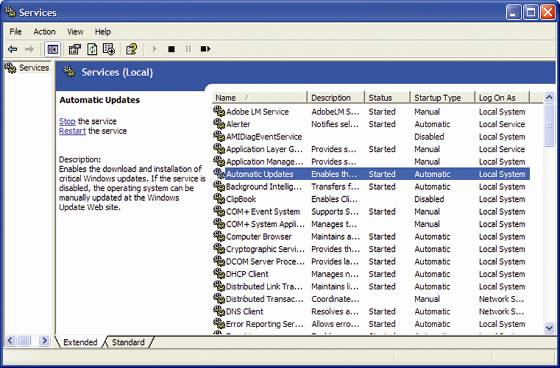 Services
File Action View Help
Services
Services (Local)
Automatic Updates
Stop the service
Restart the service
Description:
Enables the download and installation of
critical Windows updates. If the service is
disabled, the operating system can be
manually updated at the Windows
Update Web site.
Name / Description Status Startup Type Log On As
Adobe LM Service AdobeLM S... Started Manual Local System
Alerter Notifies sel... Started Automatic Local Service
AMIDiagEventService Disabled Local System
Application Layer G... Provides s... Started Manual Local Service
Application Manage... Provides s... Manual Local System
Automatic Updates Enables th... Started Automatic Local System
Background Intellig... Transfers f... Started Automatic Local System
ClipBook Enables Cli... Disabled Local System
COM+ Event System Supports S... Started Manual Local System
COM+ System Appli... Manages t... Manual Local System
Computer Browser Maintains a... Started Automatic Local System
Cryptographic Servi... Provides th... Started Automatic Local System
DCOM Server Proce... Provides la... Started Automatic Local System
DHCP Client Manages n... Started Automatic Local System
Distributed Link Tra... Maintains li... Started Automatic Local System
Distributed Transac... Coordinate... Manual Network S...
DNS Client Resolves a... Started Automatic Network S...
Error Reporting Ser... Allows erro... Started Automatic Local System
Extended Standard